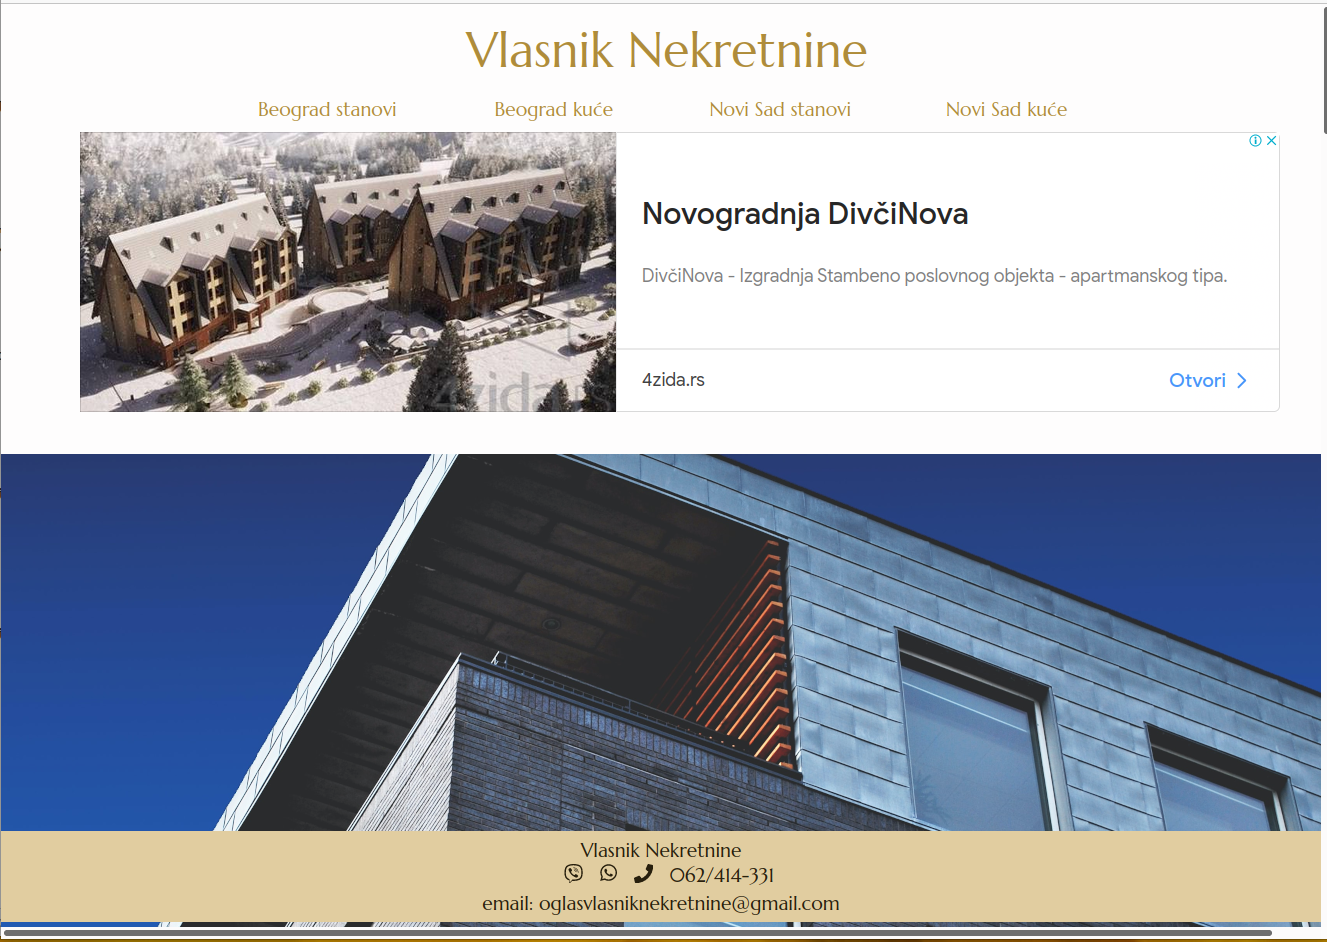 Vlasnik Nekretnine
Beograd stanovi
Beograd kuće
Novi Sad stanovi
Novi Sad kuće
Novogradnja DivčiNova
DivčiNova - Izgradnja Stambeno poslovnog objekta - apartmanskog tipa.
4zida.rs
4zida.rs
Otvori
Vlasnik Nekretnine
062/414-331
email: oglasvlasniknekretnine@gmail.com